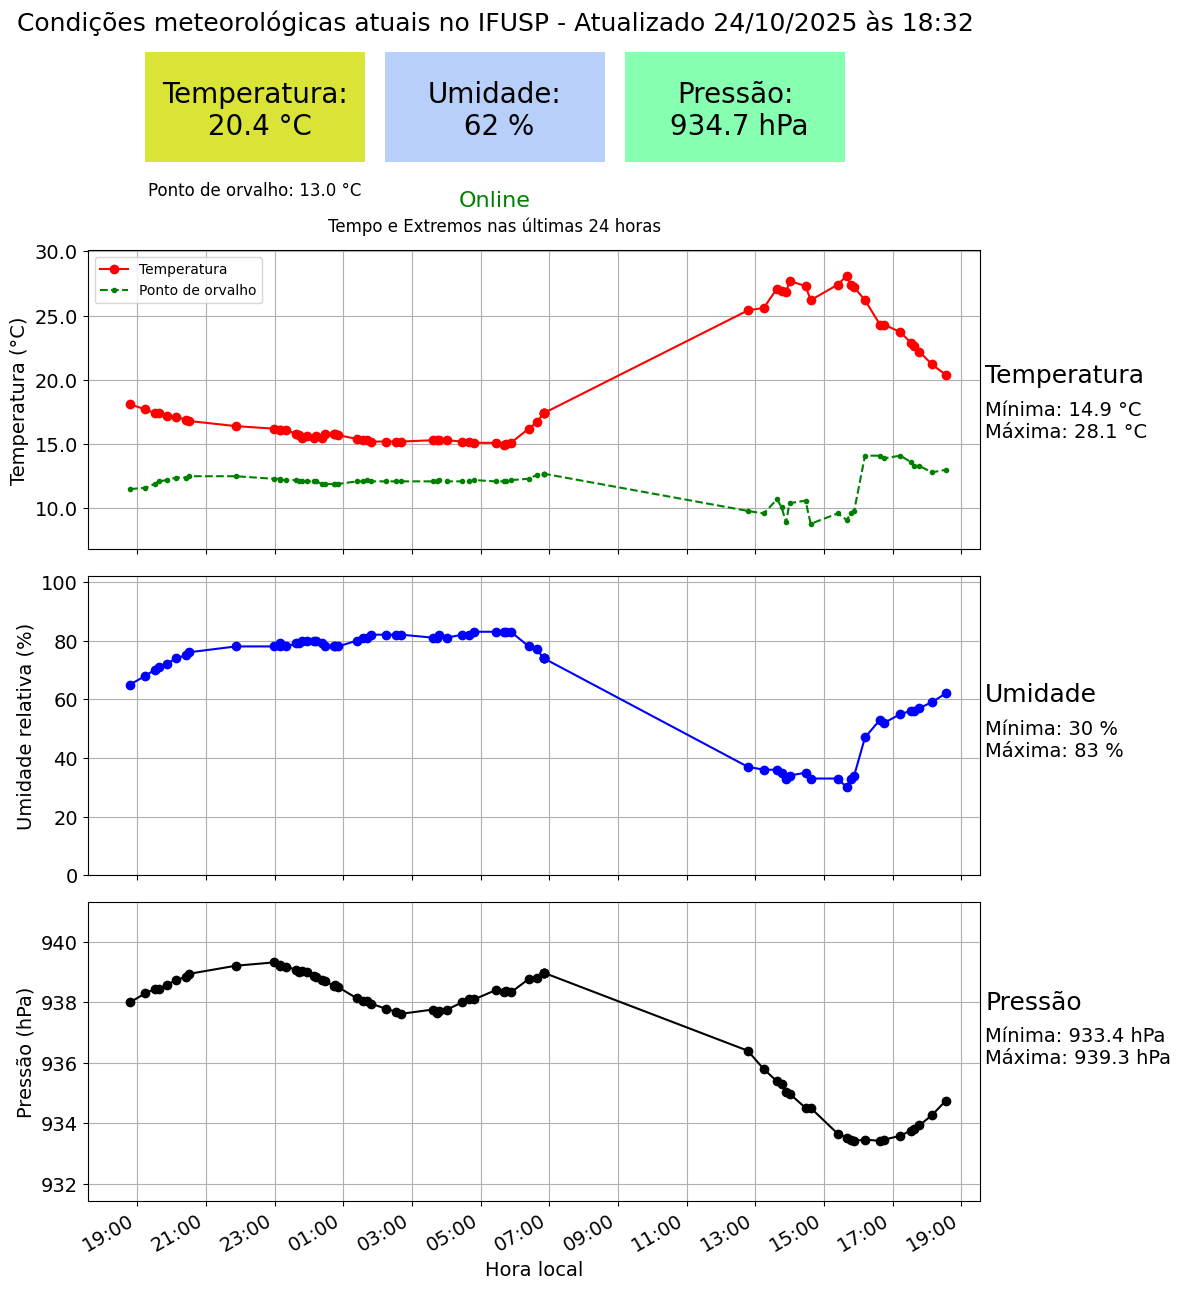 Condições meteorológicas atuais no IFUSP - Atualizado 24/10/2025 às 18:32
Temperatura:
20.4 °C
Umidade:
62 %
Pressão:
934.7 hPa
Ponto de orvalho: 13.0 °C
Online
Tempo e Extremos nas últimas 24 horas
30.0
25.0
20.0
15.0
10.0
Temperatura (°C)
Temperatura
Ponto de orvalho
Temperatura
Mínima: 14.9 °C
Máxima: 28.1 °C
100
80
60
40
20
0
Umidade relativa (%)
Umidade
Mínima: 30 %
Máxima: 83 %
940
938
936
934
932
Pressão (hPa)
Pressão
Mínima: 933.4 hPa
Máxima: 939.3 hPa
19:00 21:00 23:00 01:00 03:00 05:00 07:00 09:00 11:00 13:00 15:00 17:00 19:00
Hora local